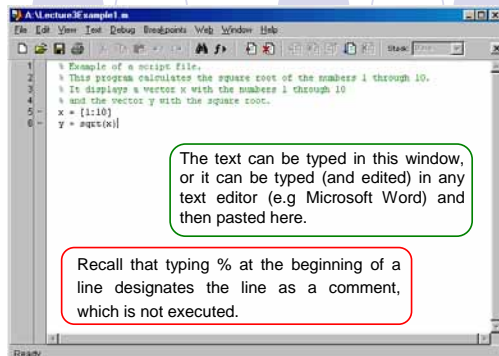 A:\Lecture3Example1.m
File Edit View Text Debug Breakpoints Web Window Help
Stack:
1 % Example of a script file.
2 % This program calculates the square root of the numbers 1 through 10.
3 % It displays a vector x with the numbers 1 through 10
4 % and the vector y with the square root.
5 - x = [1:10]
6 - y = sqrt(x)
The text can be typed in this window,
or it can be typed (and edited) in any
text editor (e.g Microsoft Word) and
then pasted here.
Recall that typing % at the beginning of a
line designates the line as a comment,
which is not executed.
Ready